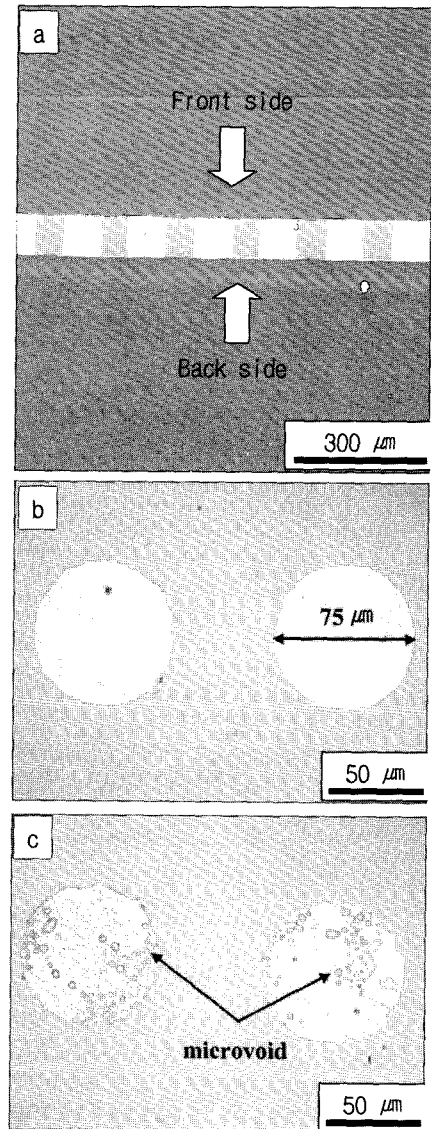 a
Front side
Back side
300 μm
b
75 μm
50 μm
c
microvoid
50 μm